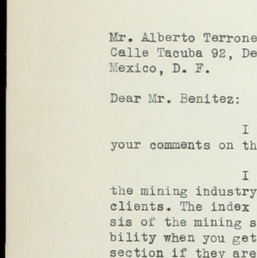 Mr. Alberto Terrone
Calle Tacuba 92, De
Mexico, D. F.
Dear Mr. Benitez:
I
your comments on th
I
the mining industry
clients. The index
sis of the mining s
bility when you get
section if they are